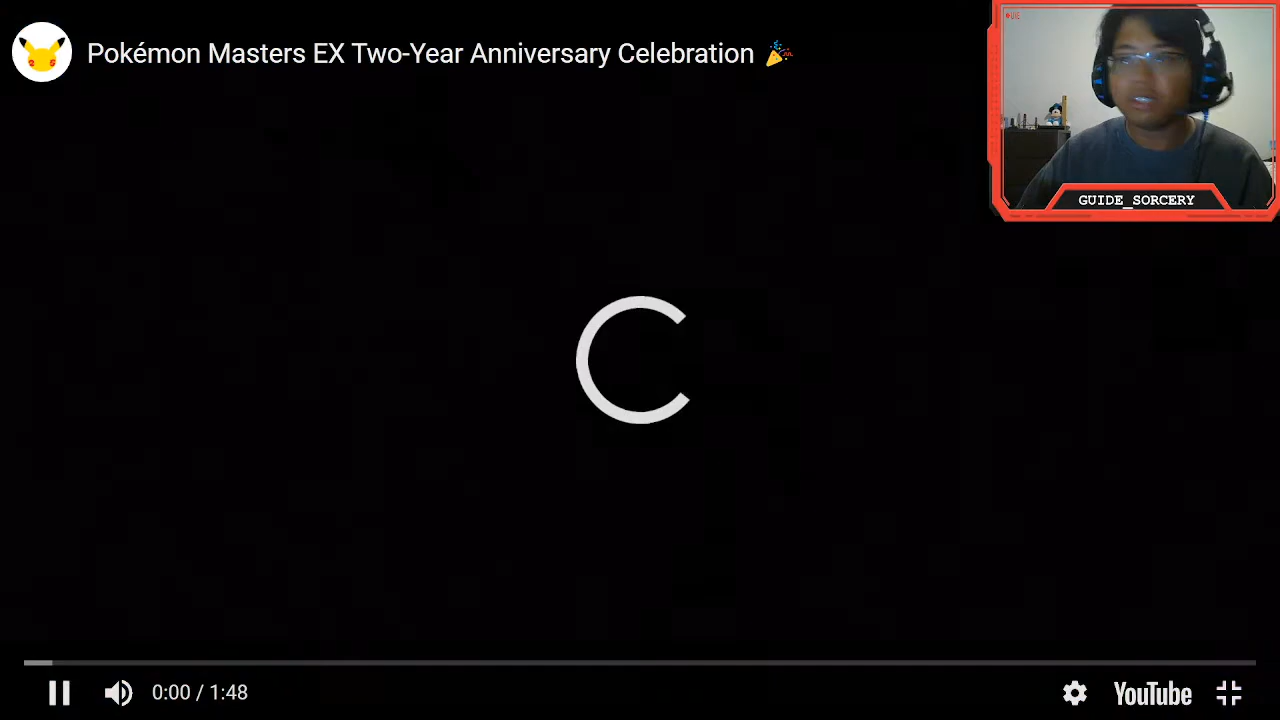 Pokémon Masters EX Two-Year Anniversary Celebration 🎉
GUIDE_SORCERY
0:00 / 1:48
YouTube